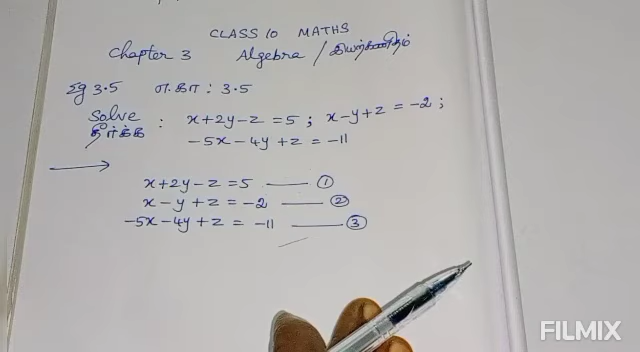 CLASS 10 MATHS
Chapter 3 Algebra / இயற்கணிதம்
Eg 3.5 எ.கா : 3.5
Solve : x+2y-z=5 ; x-y+z=-2 ;
தீர்க்க
-5x-4y+z=-11
x+2y-z=5 —— ①
x-y+z=-2 —— ②
-5x-4y+z=-11 —— ③
FILMIX